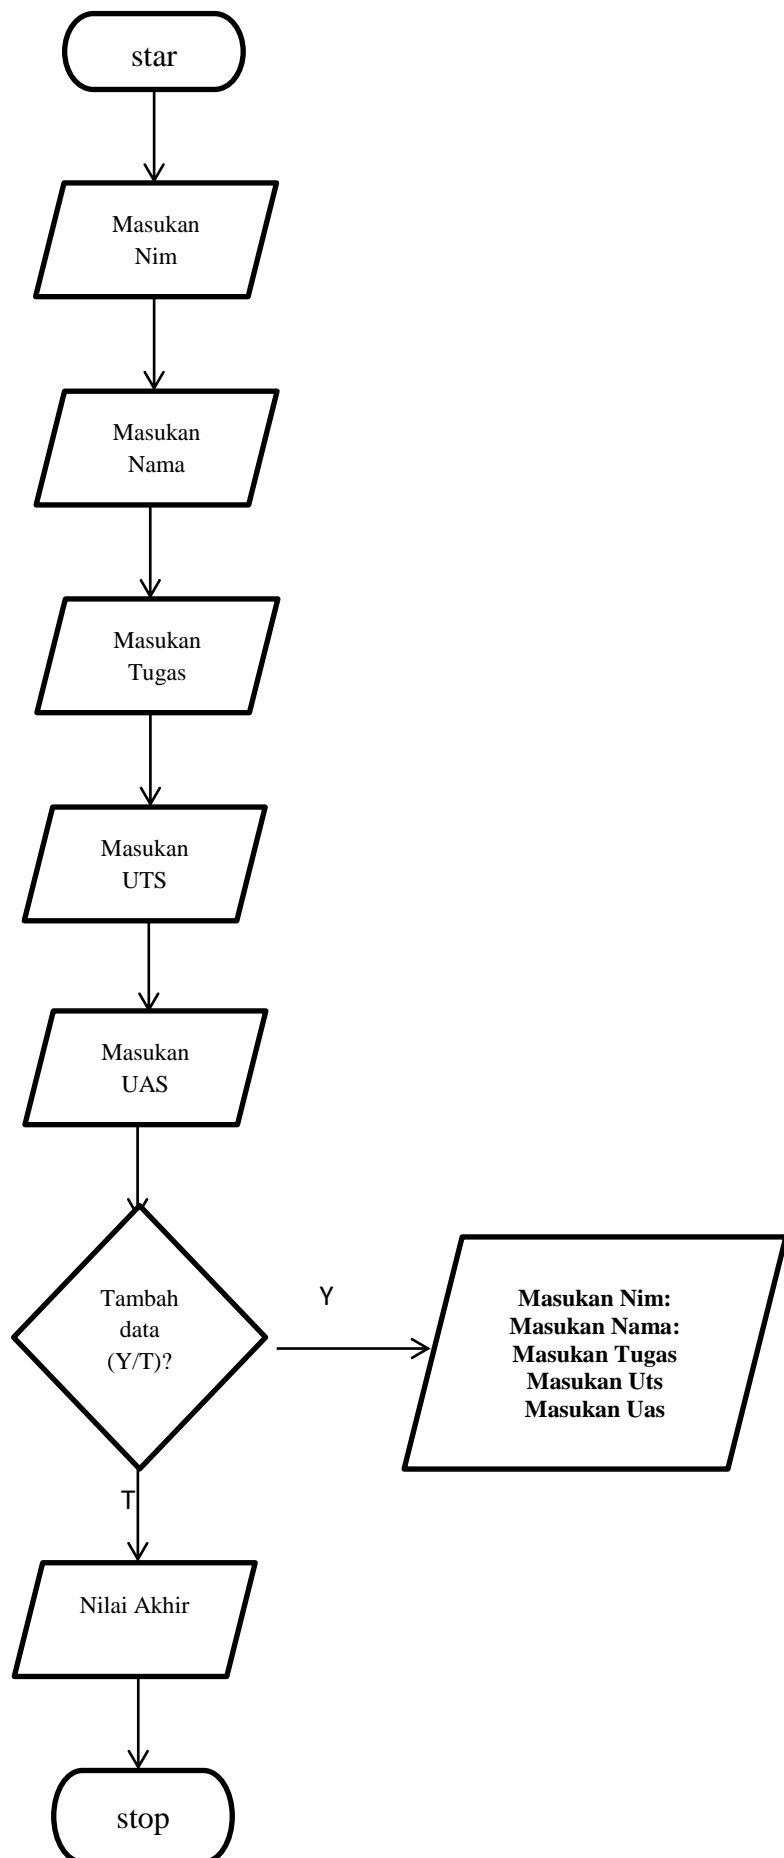 star
Masukan
Nim
Masukan
Nama
Masukan
Tugas
Masukan
UTS
Masukan
UAS
Tambah
data
(Y/T)?
Y
Masukan Nim:
Masukan Nama:
Masukan Tugas
Masukan Uts
Masukan Uas
T
Nilai Akhir
stop